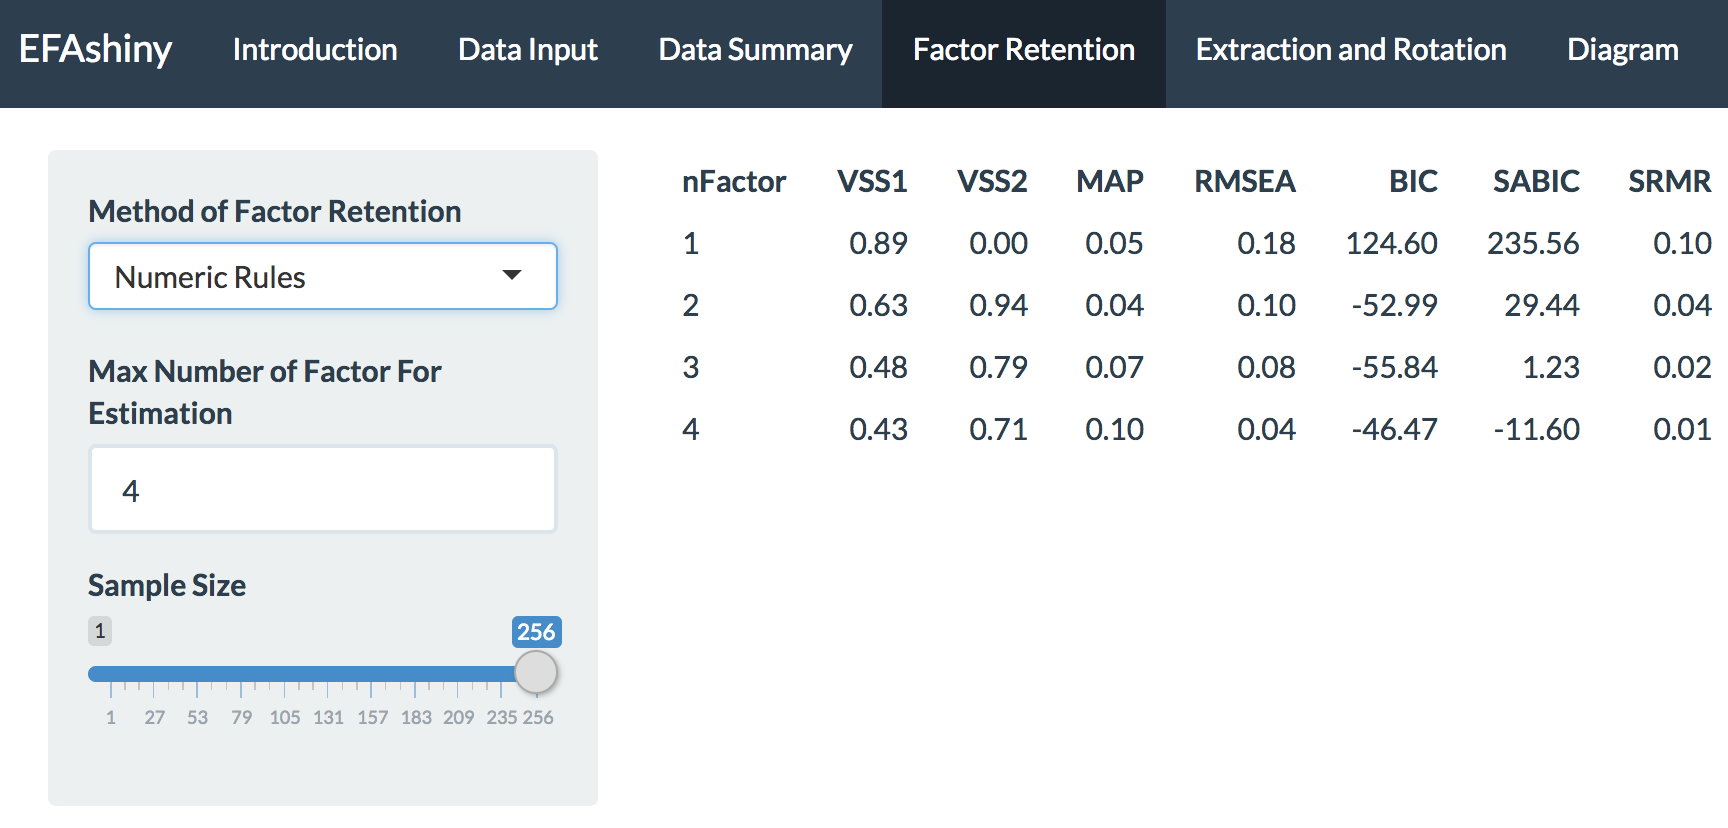 EFAshiny Introduction Data Input Data Summary Factor Retention Extraction and Rotation Diagram
Method of Factor Retention
Numeric Rules
Max Number of Factor For
Estimation
4
Sample Size
1 256
1 27 53 79 105 131 157 183 209 235 256
nFactor VSS1 VSS2 MAP RMSEA BIC SABIC SRMR
1 0.89 0.00 0.05 0.18 124.60 235.56 0.10
2 0.63 0.94 0.04 0.10 -52.99 29.44 0.04
3 0.48 0.79 0.07 0.08 -55.84 1.23 0.02
4 0.43 0.71 0.10 0.04 -46.47 -11.60 0.01